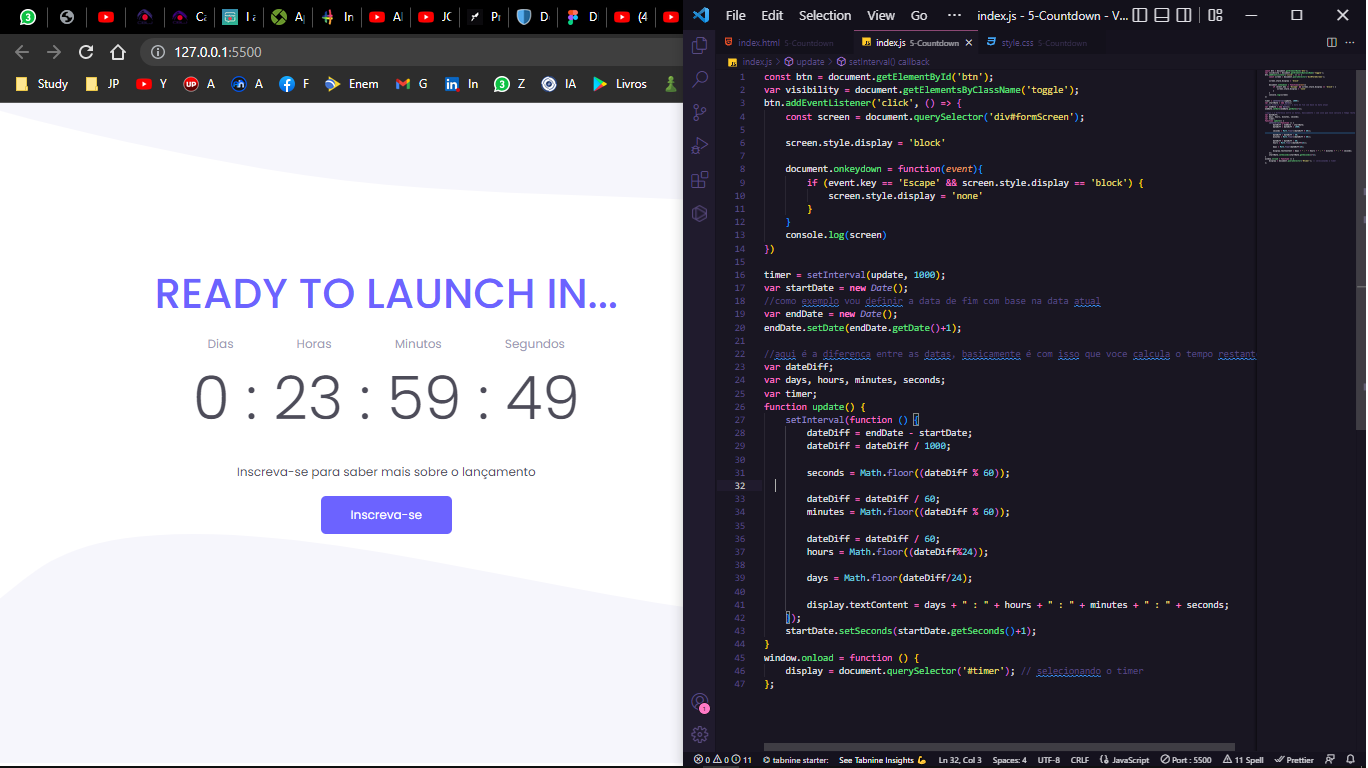 127.0.0.1:5500
Study JP Y A A F G In Z IA Livros
Enem
READY TO LAUNCH IN...
Dias Horas Minutos Segundos
0 : 23 : 59 : 49
Inscreva-se para saber mais sobre o lançamento
Inscreva-se
File Edit Selection View Go ··· index.js - 5-Countdown - V...
index.html 5-Countdown index.js 5-Countdown style.css 5-Countdown
index.js > update > setInterval() callback
1 const btn = document.getElementById('btn');
2 var visibility = document.getElementsByClassName('toggle');
3 btn.addEventListener('click', () => {
4 const screen = document.querySelector('div#formScreen');
5
6 screen.style.display = 'block'
7
8 document.onkeydown = function(event){
9 if (event.key == 'Escape' && screen.style.display == 'block') {
10 screen.style.display = 'none'
11 }
12 }
13 console.log(screen)
14 })
15
16 timer = setInterval(update, 1000);
17 var startDate = new Date();
18 //como exemplo vou definir a data de fim com base na data atual
19 var endDate = new Date();
20 endDate.setDate(endDate.getDate()+1);
21
22 //aqui é a diferença entre as datas, basicamente é com isso que voce calcula o tempo restant
23 var dateDiff;
24 var days, hours, minutes, seconds;
25 var timer;
26 function update() {
27 setInterval(function () {
28 dateDiff = endDate - startDate;
29 dateDiff = dateDiff / 1000;
30
31 seconds = Math.floor((dateDiff % 60));
32
33 dateDiff = dateDiff / 60;
34 minutes = Math.floor((dateDiff % 60));
35
36 dateDiff = dateDiff / 60;
37 hours = Math.floor((dateDiff%24));
38
39 days = Math.floor(dateDiff/24);
40
41 display.textContent = days + " : " + hours + " : " + minutes + " : " + seconds;
42 });
43 startDate.setSeconds(startDate.getSeconds()+1);
44 }
45 window.onload = function () {
46 display = document.querySelector('#timer'); // selecionando o timer
47 };
0 0 11 tabnine starter: See Tabnine Insights Ln 32, Col 3 Spaces: 4 UTF-8 CRLF JavaScript Port : 5500 11 Spell Prettier